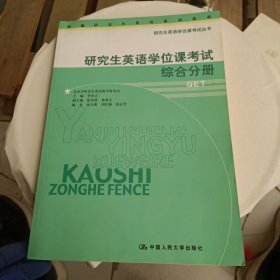 研究生英语学位课考试丛书
研究生英语学位课考试
综合分册
GET
YANJIUSHENG
YINGYU
XUEWEIKE
KAOSHI
ZONGHE FENCE
中国人民大学出版社